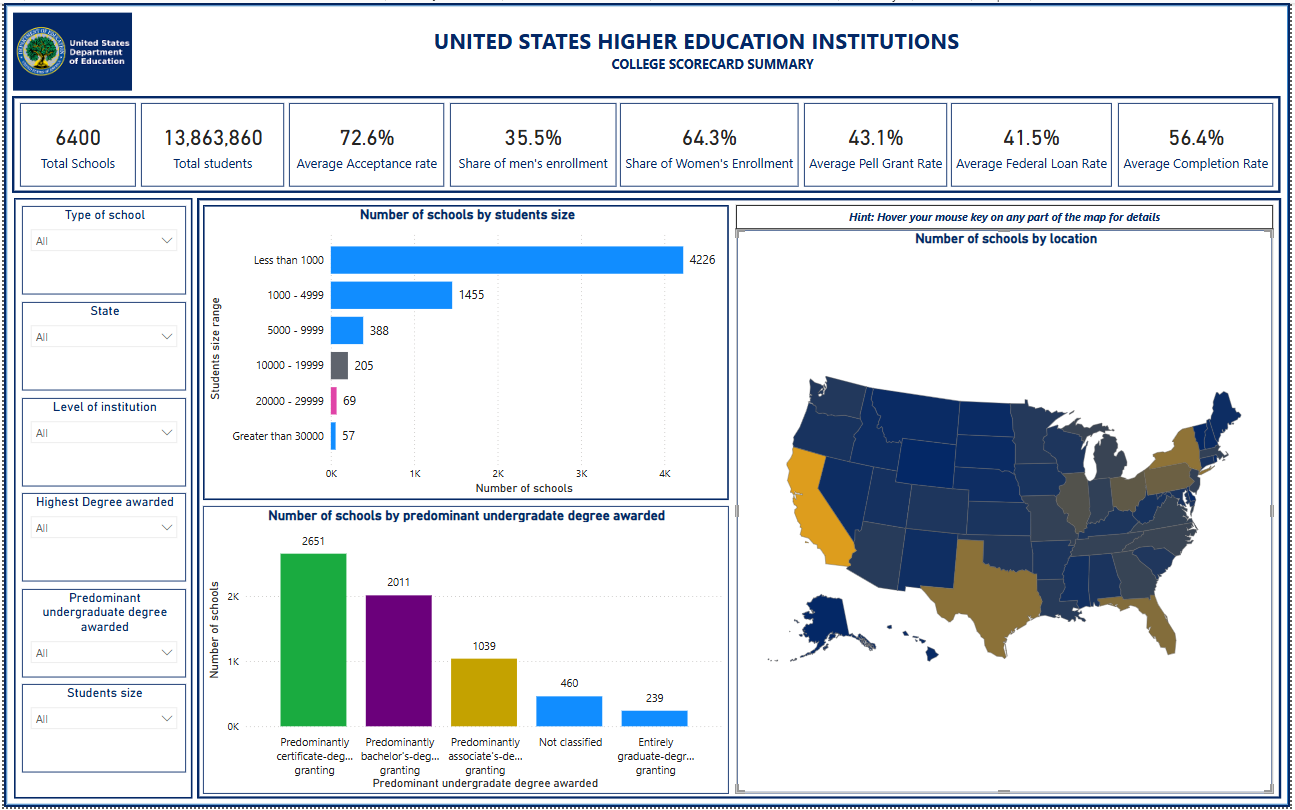 United States
Department
of Education
UNITED STATES HIGHER EDUCATION INSTITUTIONS
COLLEGE SCORECARD SUMMARY
6400
Total Schools
13,863,860
Total students
72.6%
Average Acceptance rate
35.5%
Share of men's enrollment
64.3%
Share of Women's Enrollment
43.1%
Average Pell Grant Rate
41.5%
Average Federal Loan Rate
56.4%
Average Completion Rate
Type of school
All
State
All
Level of institution
All
Highest Degree awarded
All
Predominant
undergraduate degree
awarded
All
Students size
All
Number of schools by students size
Students size range
Less than 1000
4226
1000 - 4999
1455
5000 - 9999
388
10000 - 19999
205
20000 - 29999
69
Greater than 30000
57
0K 1K 2K 3K 4K
Number of schools
Number of schools by predominant undergradate degree awarded
Number of schools
2K
1K
0K
2651
2011
1039
460
239
Predominantly
certificate-deg...
granting
Predominantly
bachelor's-deg...
granting
Predominantly
associate's-de...
granting
Not classified
Entirely
graduate-degr...
granting
Predominant undergradate degree awarded
Hint: Hover your mouse key on any part of the map for details
Number of schools by location